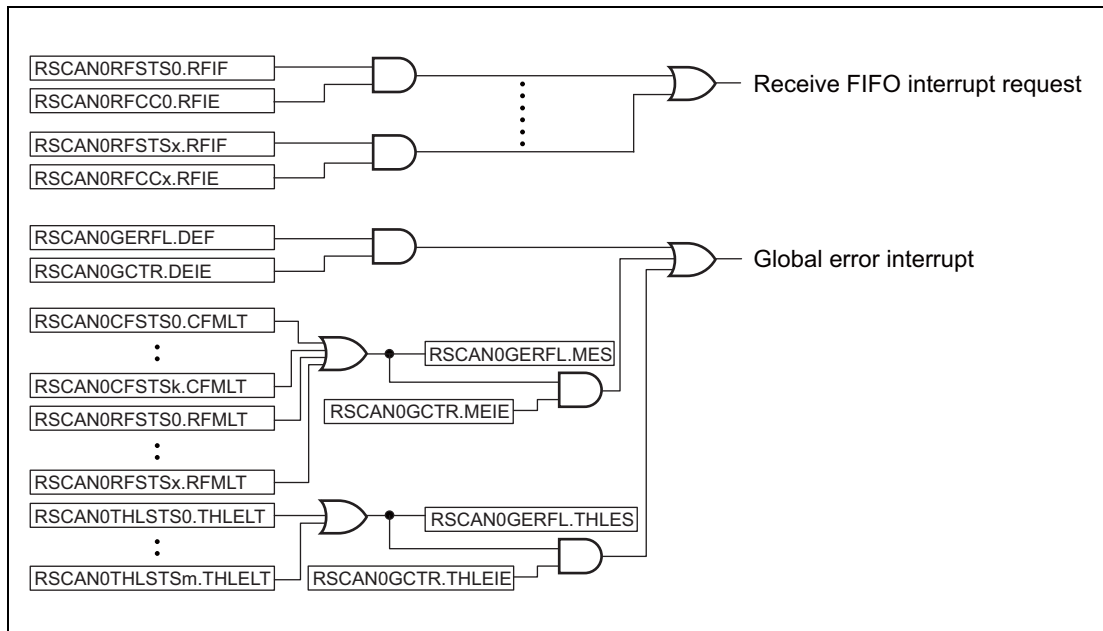 RSCAN0RFSTS0.RFIF
RSCAN0RFCC0.RFIE
Receive FIFO interrupt request
RSCAN0RFSTSx.RFIF
RSCAN0RFCCx.RFIE
RSCAN0GERFL.DEF
RSCAN0GCTR.DEIE
Global error interrupt
RSCAN0CFSTS0.CFMLT
RSCAN0GERFL.MES
RSCAN0CFSTSk.CFMLT
RSCAN0GCTR.MEIE
RSCAN0RFSTS0.RFMLT
RSCAN0RFSTSx.RFMLT
RSCAN0THLSTS0.THLELT
RSCAN0GERFL.THLES
RSCAN0THLSTSm.THLELT
RSCAN0GCTR.THLEIE